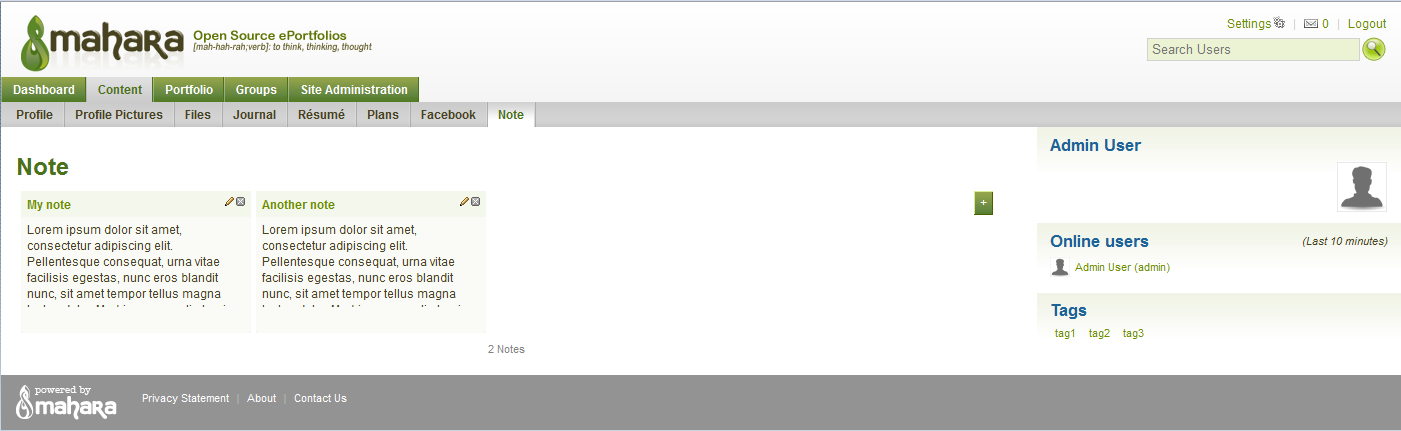 mahara
Open Source ePortfolios
[mah-hah-rah;verb]: to think, thinking, thought
Settings | 0 | Logout
Search Users
Dashboard Content Portfolio Groups Site Administration
Profile Profile Pictures Files Journal Résumé Plans Facebook Note
Note
My note
Lorem ipsum dolor sit amet,
consectetur adipiscing elit.
Pellentesque consequat, urna vitae
facilisis egestas, nunc eros blandit
nunc, sit amet tempor tellus magna
Another note
Lorem ipsum dolor sit amet,
consectetur adipiscing elit.
Pellentesque consequat, urna vitae
facilisis egestas, nunc eros blandit
nunc, sit amet tempor tellus magna
+
2 Notes
Admin User
Online users (Last 10 minutes)
Admin User (admin)
Tags
tag1 tag2 tag3
powered by
mahara
Privacy Statement | About | Contact Us